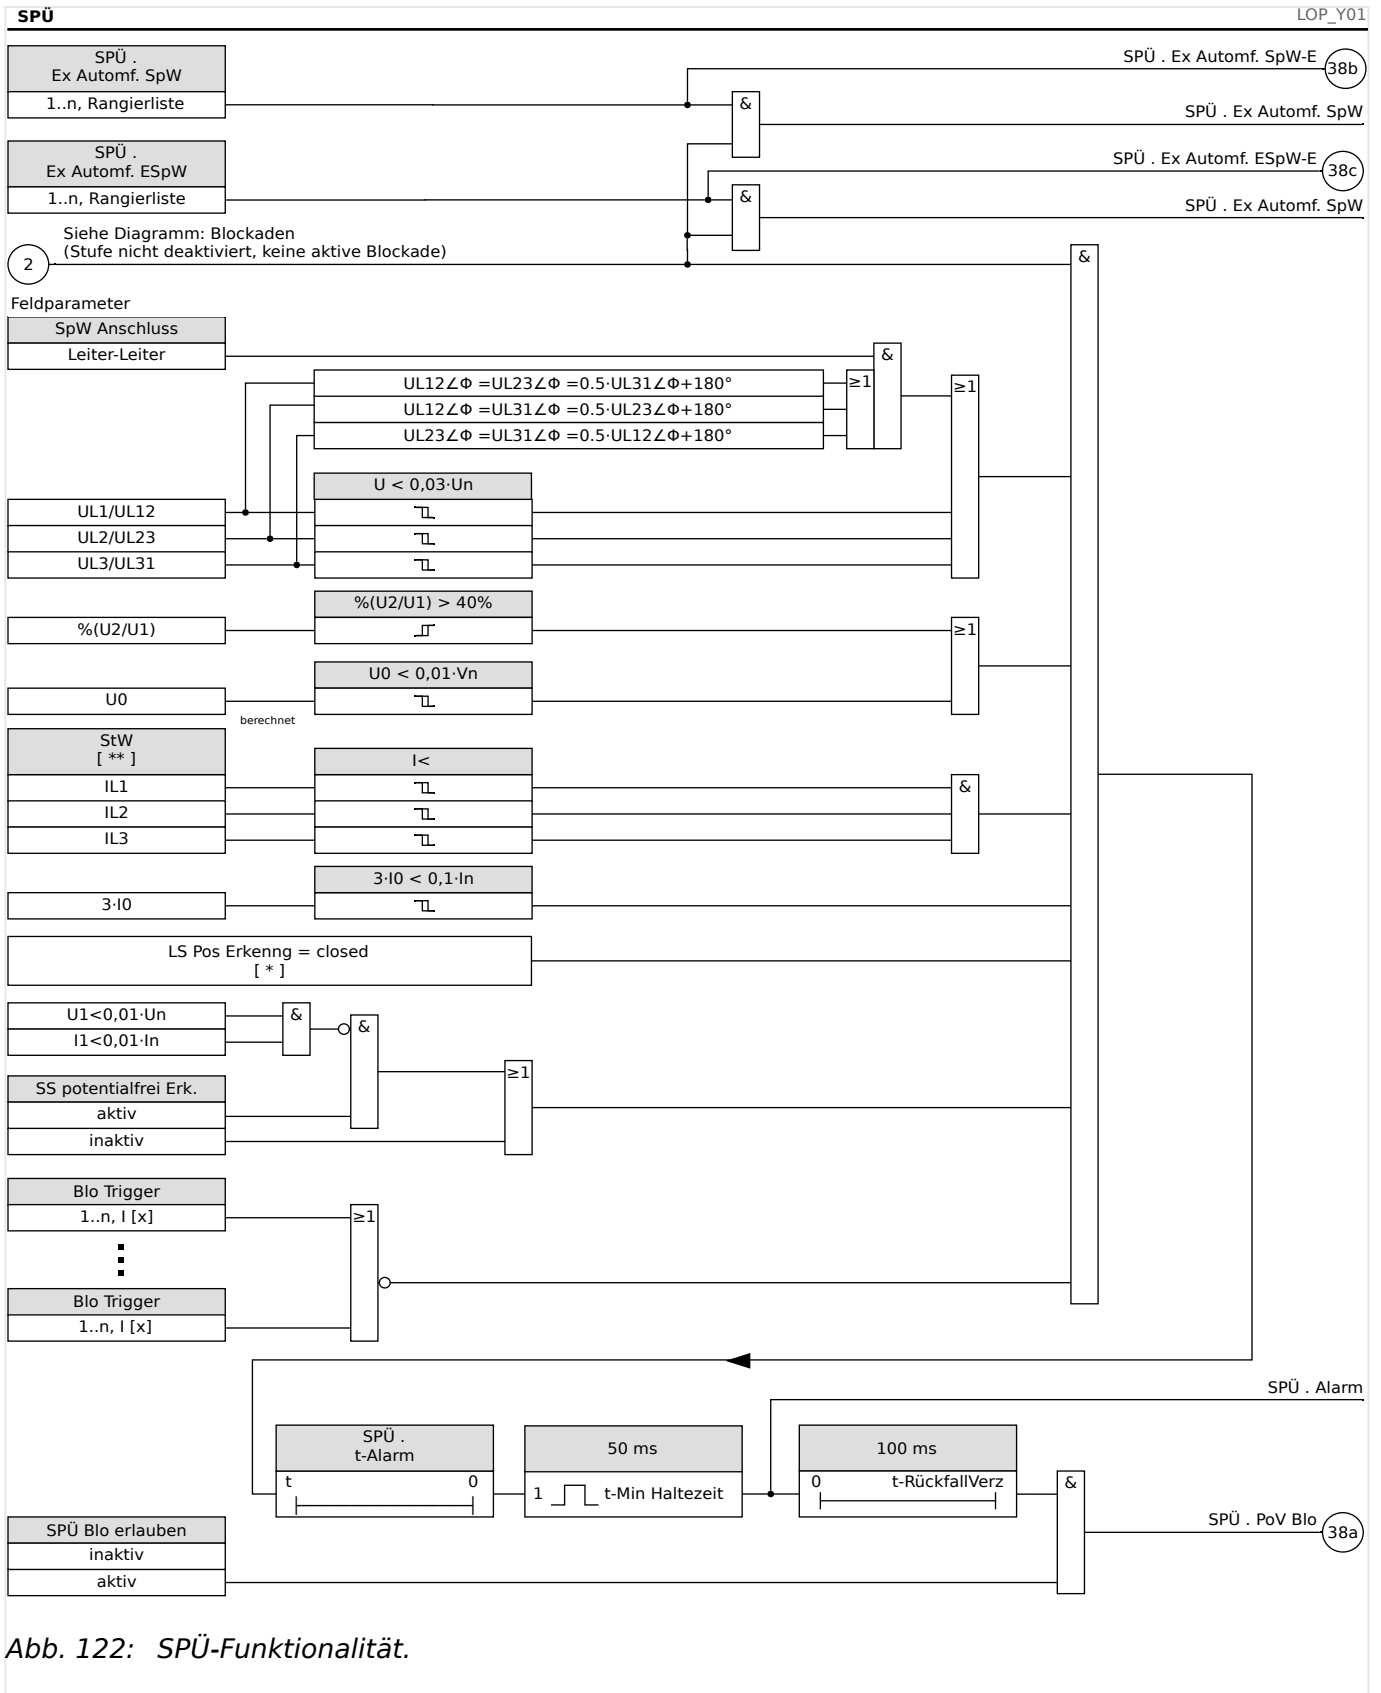 SPÜ
LOP_Y01
SPÜ .
Ex Automf. SpW
1..n, Rangierliste
SPÜ . Ex Automf. SpW-E
38b
&
SPÜ . Ex Automf. SpW
SPÜ .
Ex Automf. ESpW
1..n, Rangierliste
SPÜ . Ex Automf. ESpW-E
38c
&
SPÜ . Ex Automf. SpW
Siehe Diagramm: Blockaden
(Stufe nicht deaktiviert, keine aktive Blockade)
2
&
Feldparameter
SpW Anschluss
Leiter-Leiter
&
UL12∠Φ =UL23∠Φ =0.5·UL31∠Φ+180°
≥1
≥1
UL12∠Φ =UL31∠Φ =0.5·UL23∠Φ+180°
UL23∠Φ =UL31∠Φ =0.5·UL12∠Φ+180°
U < 0,03·Un
UL1/UL12
UL2/UL23
UL3/UL31
%(U2/U1) > 40%
%(U2/U1)
≥1
U0 < 0,01·Vn
U0
berechnet
StW
[ ** ]
I<
IL1
&
IL2
IL3
3·I0 < 0,1·In
3·I0
LS Pos Erkenng = closed
[ * ]
U1<0,01·Un
&
&
I1<0,01·In
SS potentialfrei Erk.
≥1
aktiv
inaktiv
Blo Trigger
1..n, I [x]
≥1
Blo Trigger
1..n, I [x]
SPÜ . Alarm
SPÜ .
t-Alarm
t
0
50 ms
1
t-Min Haltezeit
100 ms
0
t-RückfallVerz
&
SPÜ Blo erlauben
inaktiv
aktiv
SPÜ . PoV Blo
38a
Abb. 122: SPÜ-Funktionalität.